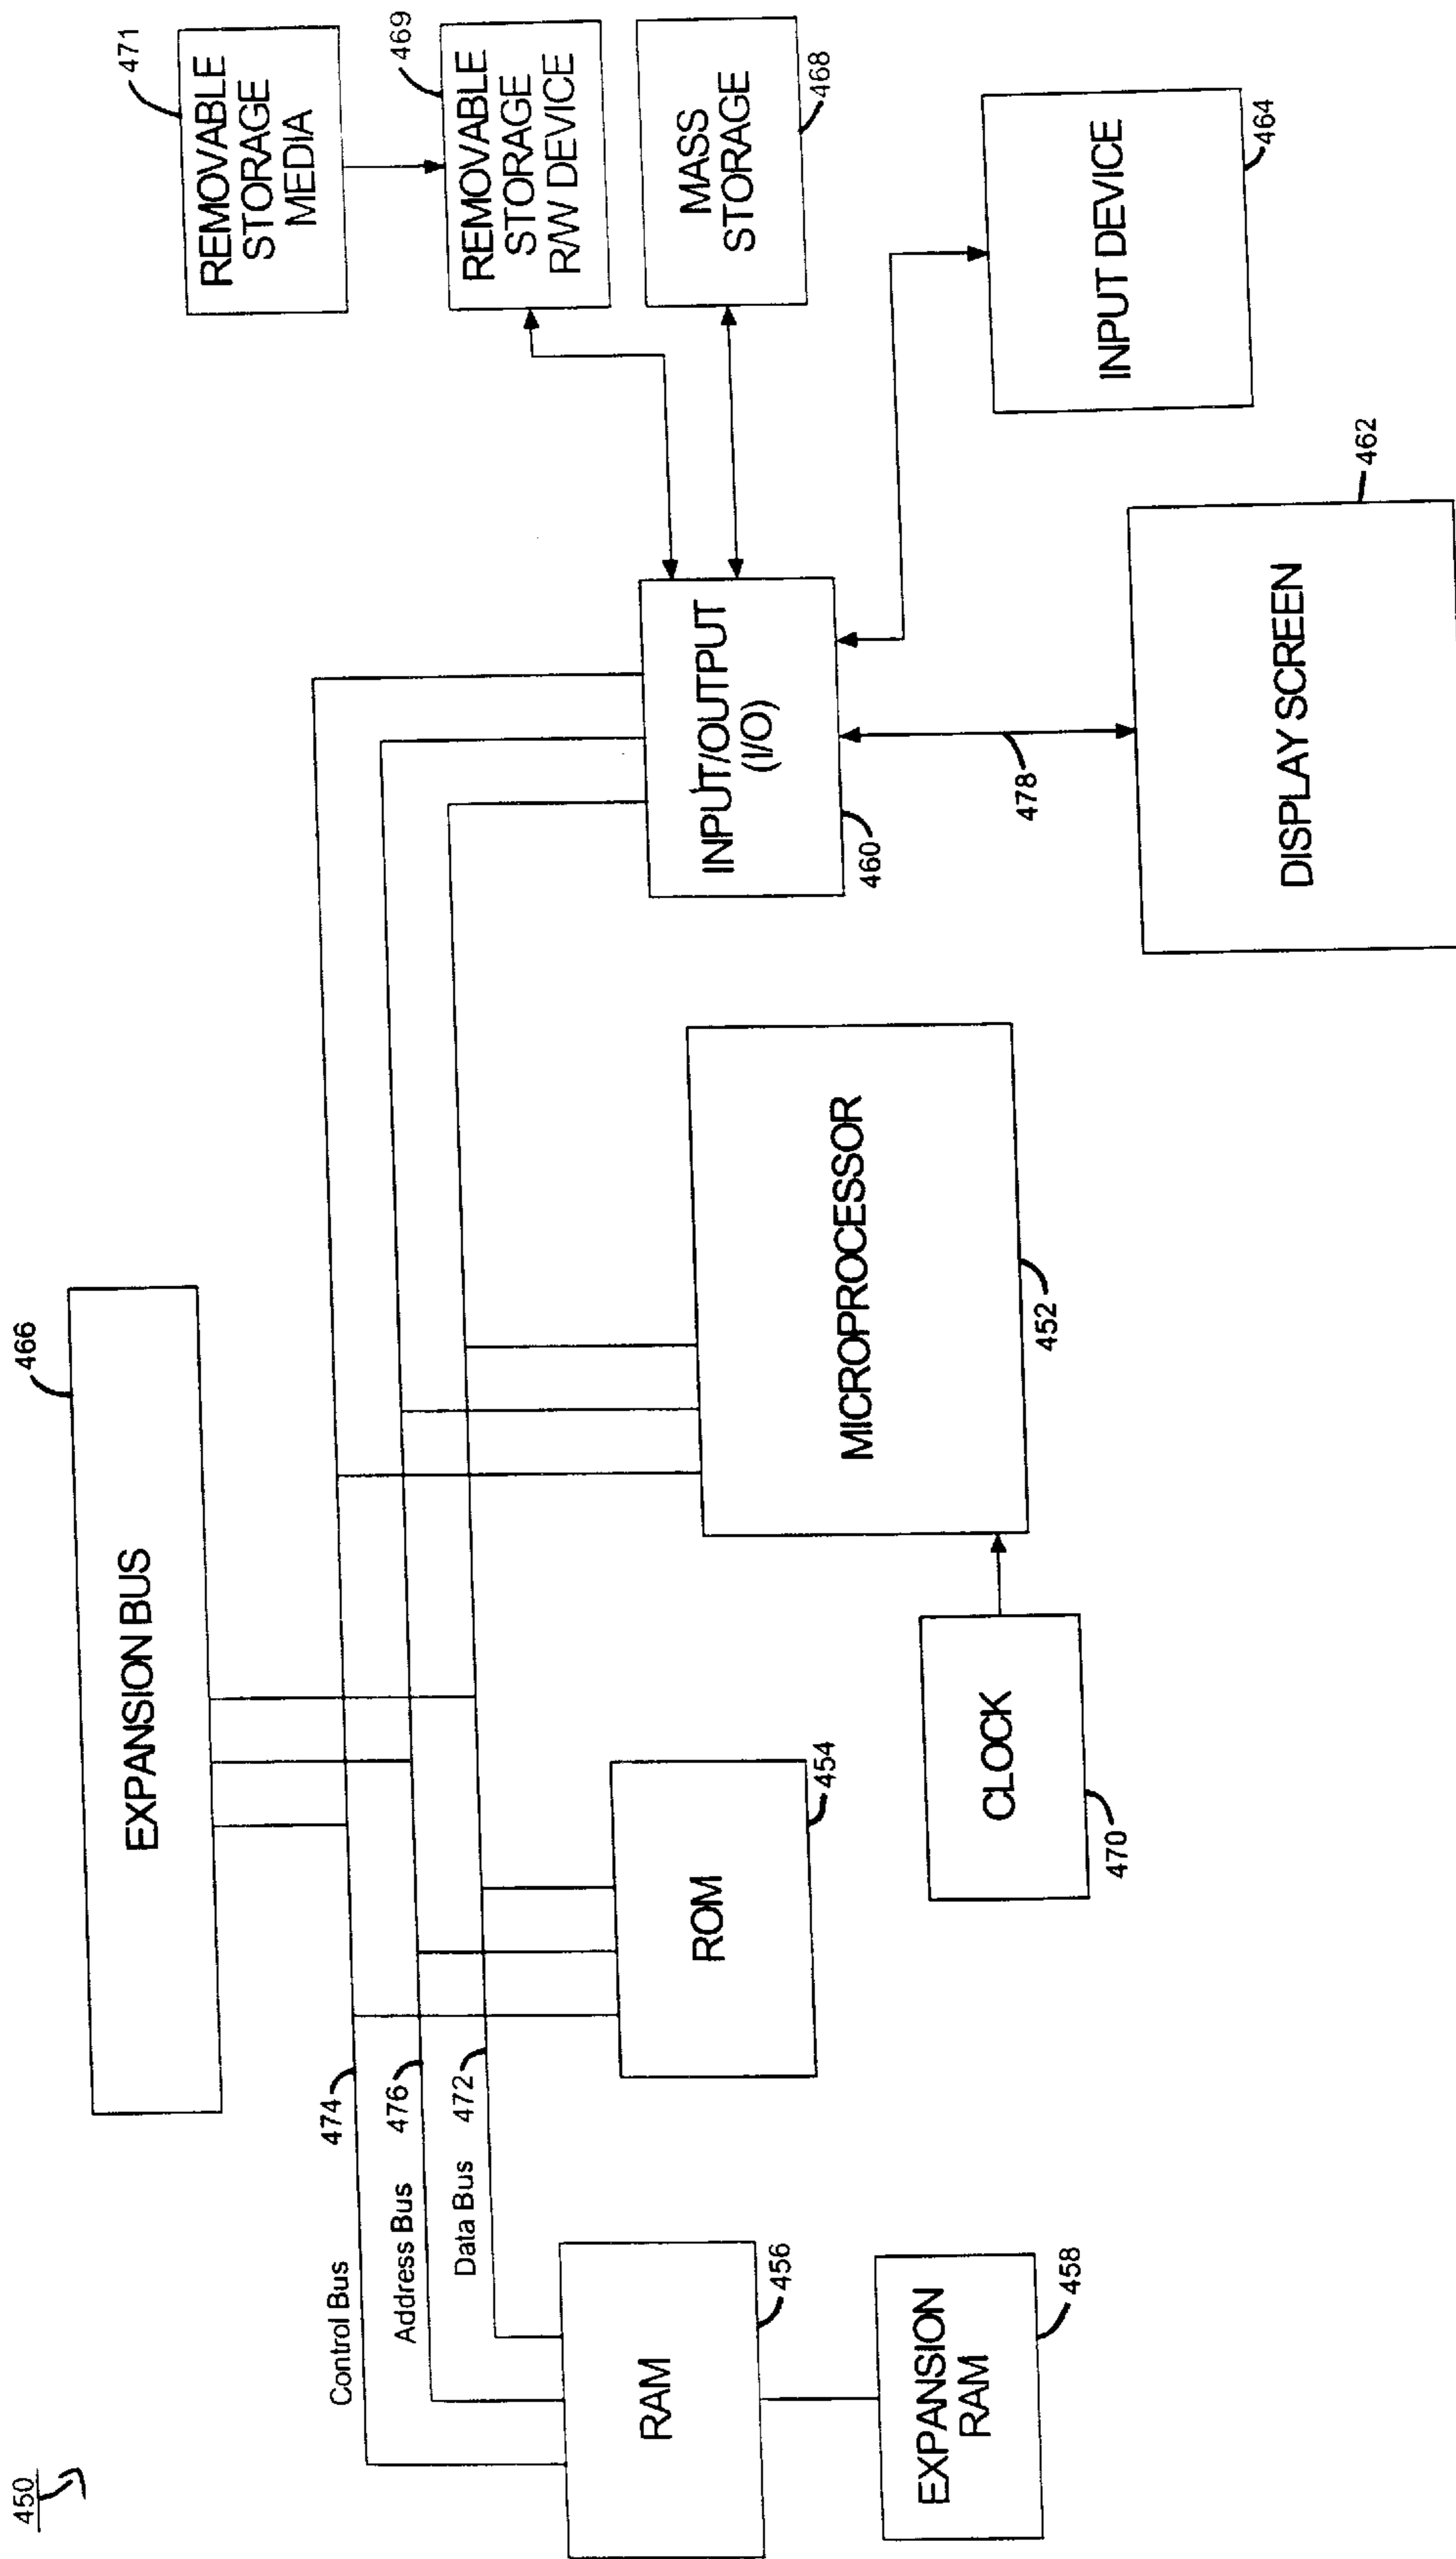 450
466
EXPANSION BUS
474
Control Bus
476
Address Bus
472
Data Bus
RAM
456
EXPANSION
RAM
458
ROM
454
CLOCK
470
MICROPROCESSOR
452
INPUT/OUTPUT
(I/O)
460
478
DISPLAY SCREEN
462
INPUT DEVICE
464
MASS
STORAGE
468
REMOVABLE
STORAGE
R/W DEVICE
469
REMOVABLE
STORAGE
MEDIA
471